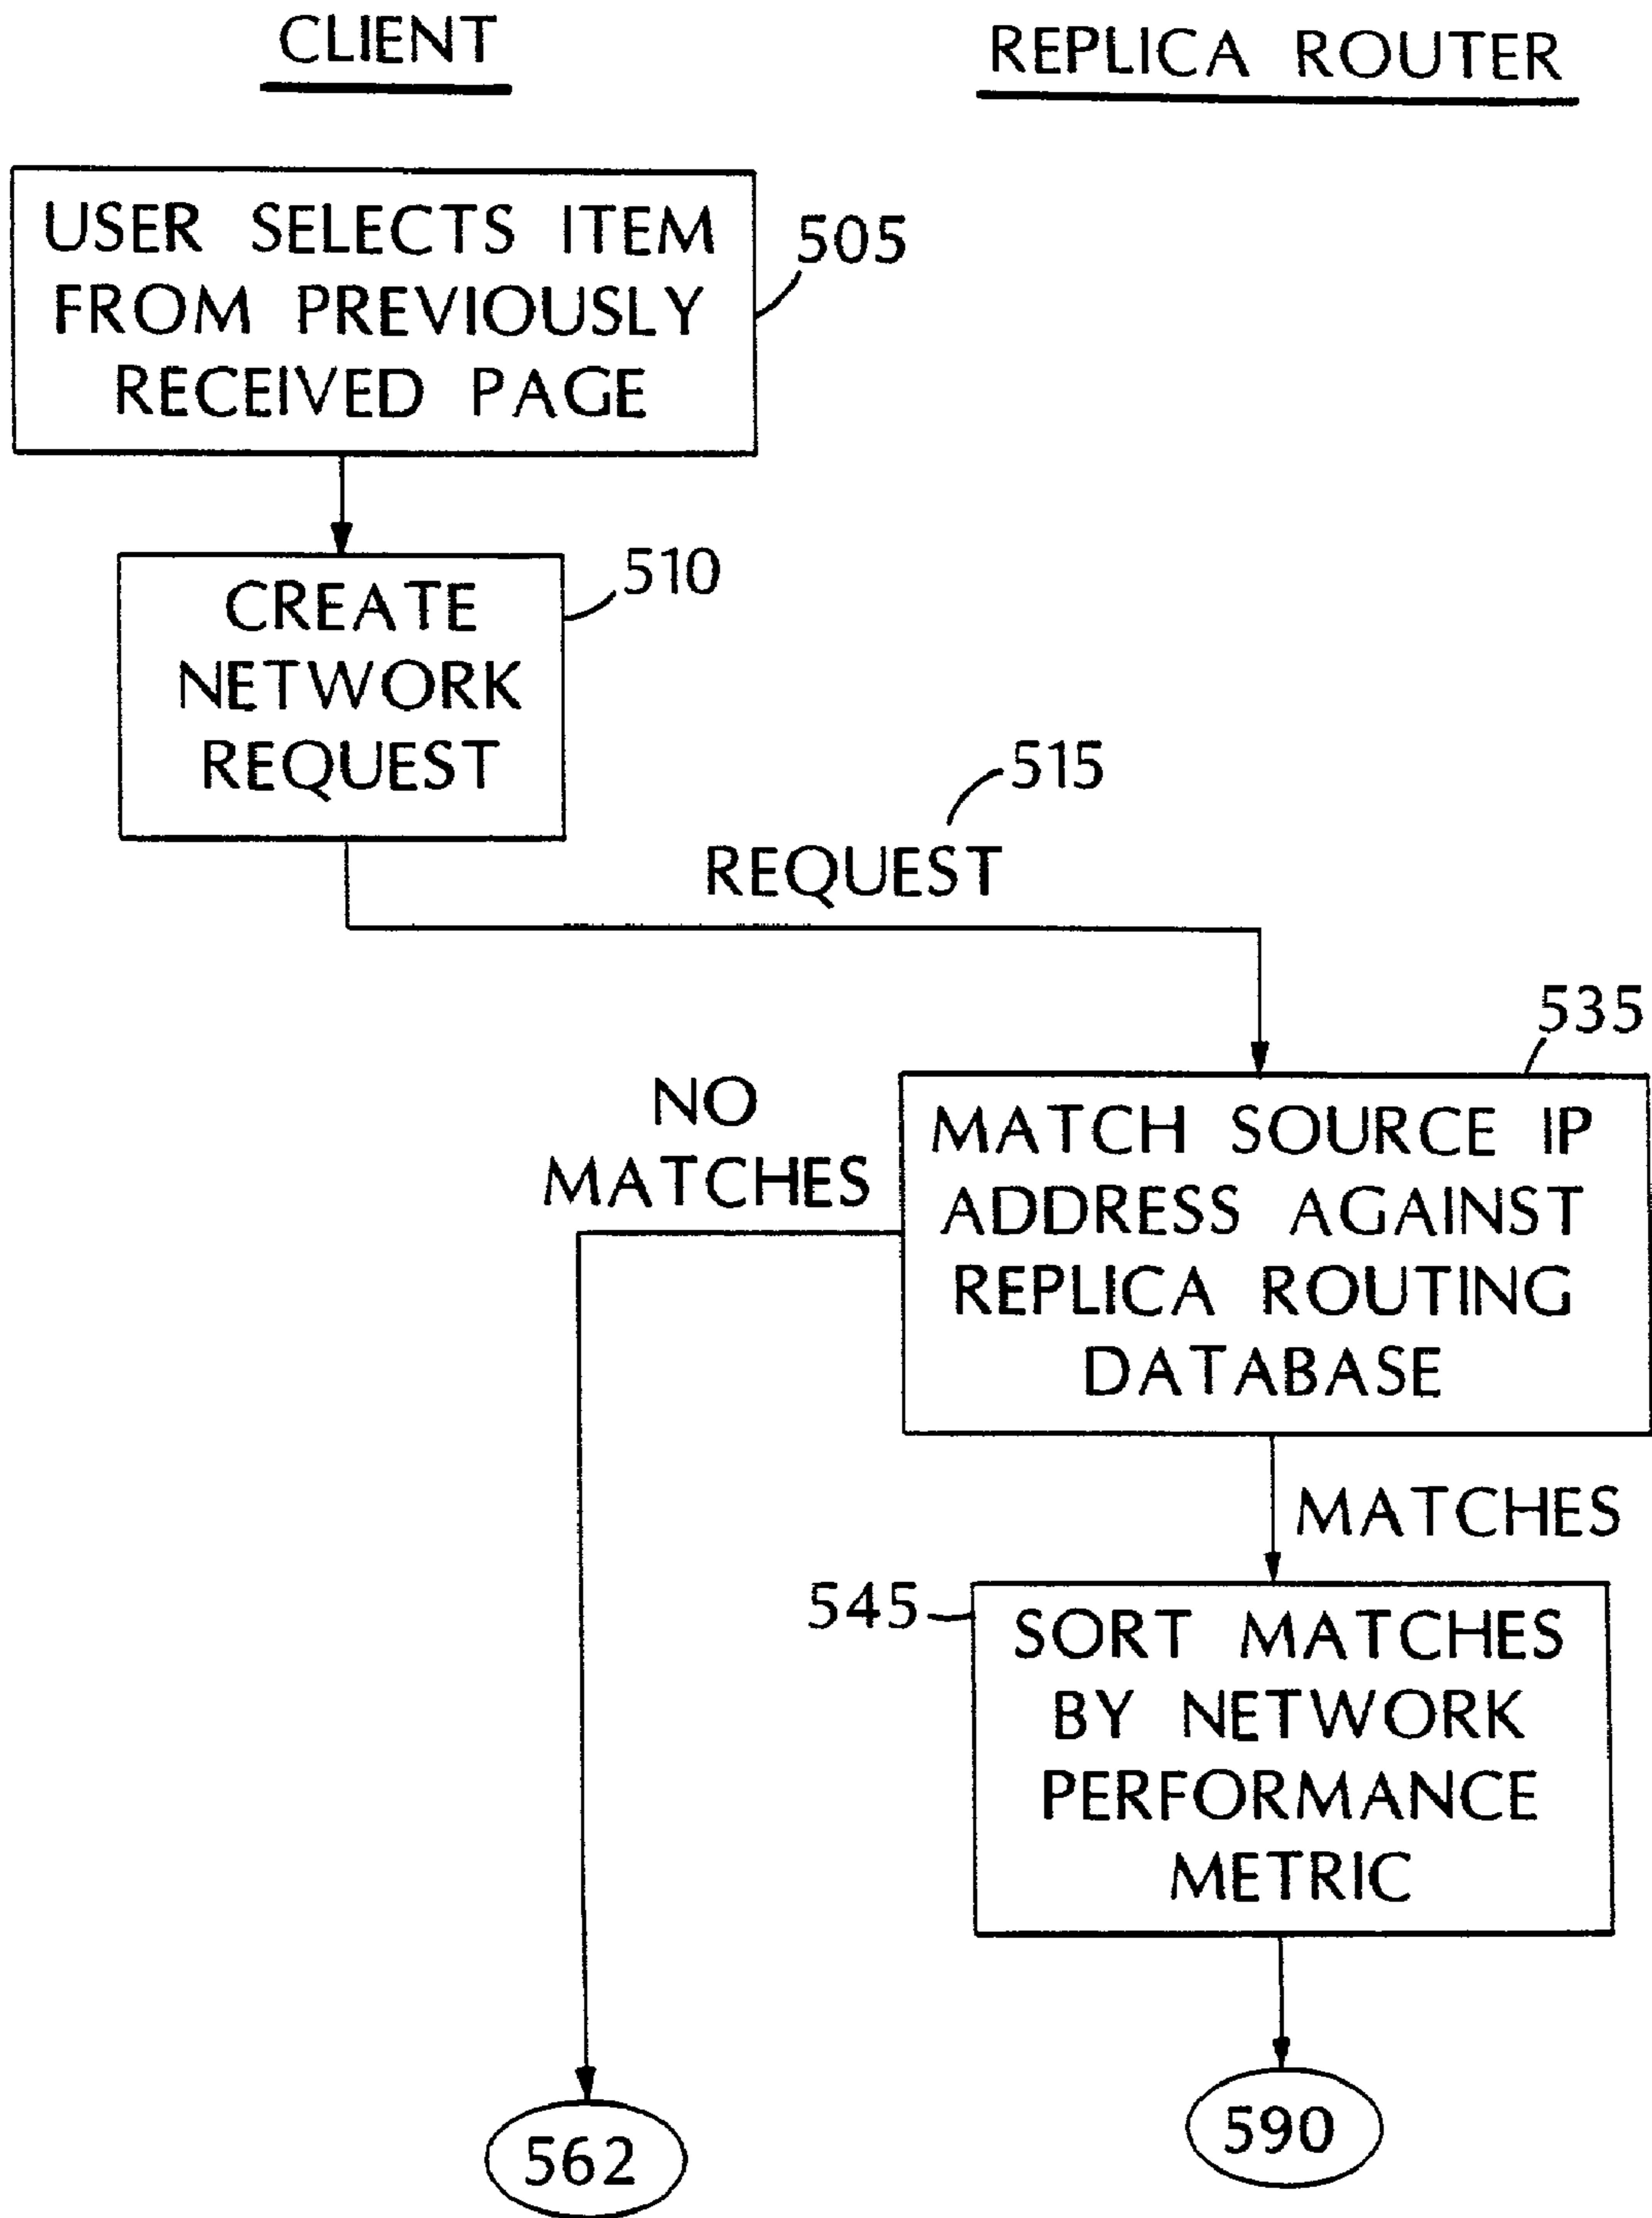 CLIENT
REPLICA ROUTER
USER SELECTS ITEM
FROM PREVIOUSLY
RECEIVED PAGE
505
CREATE
NETWORK
REQUEST
510
515
REQUEST
535
MATCH SOURCE IP
ADDRESS AGAINST
REPLICA ROUTING
DATABASE
NO
MATCHES
MATCHES
545
SORT MATCHES
BY NETWORK
PERFORMANCE
METRIC
562
590